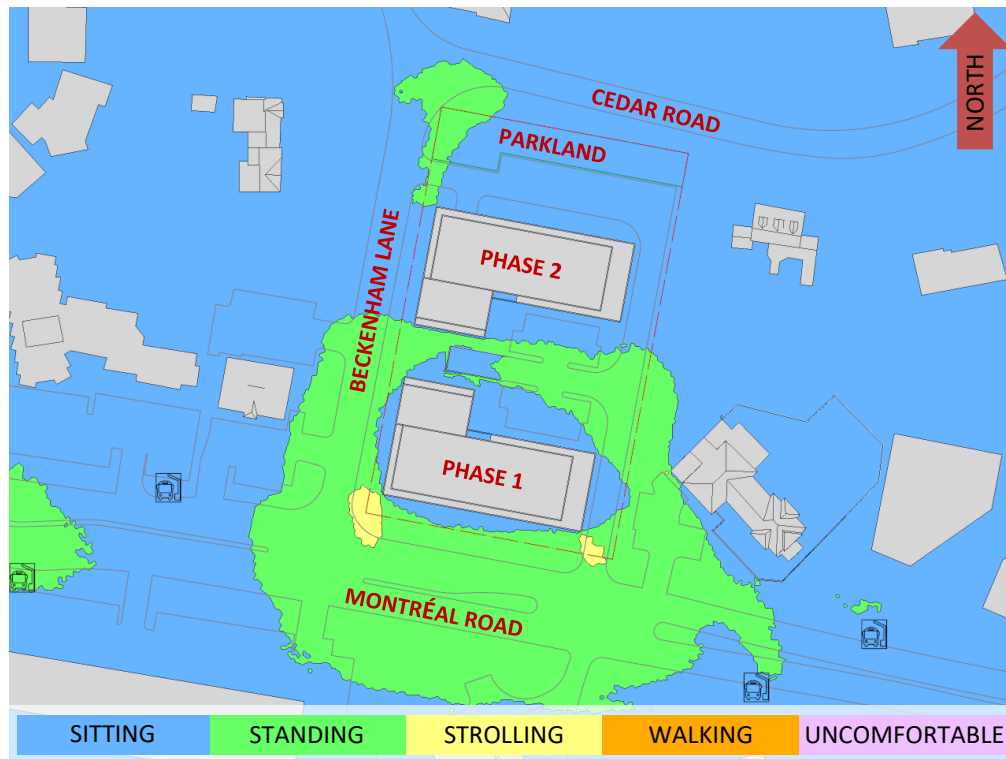 NORTH
CEDAR ROAD
PARKLAND
PHASE 2
BECKENHAM LANE
PHASE 1
MONTRÉAL ROAD
SITTING
STANDING
STROLLING
WALKING
UNCOMFORTABLE